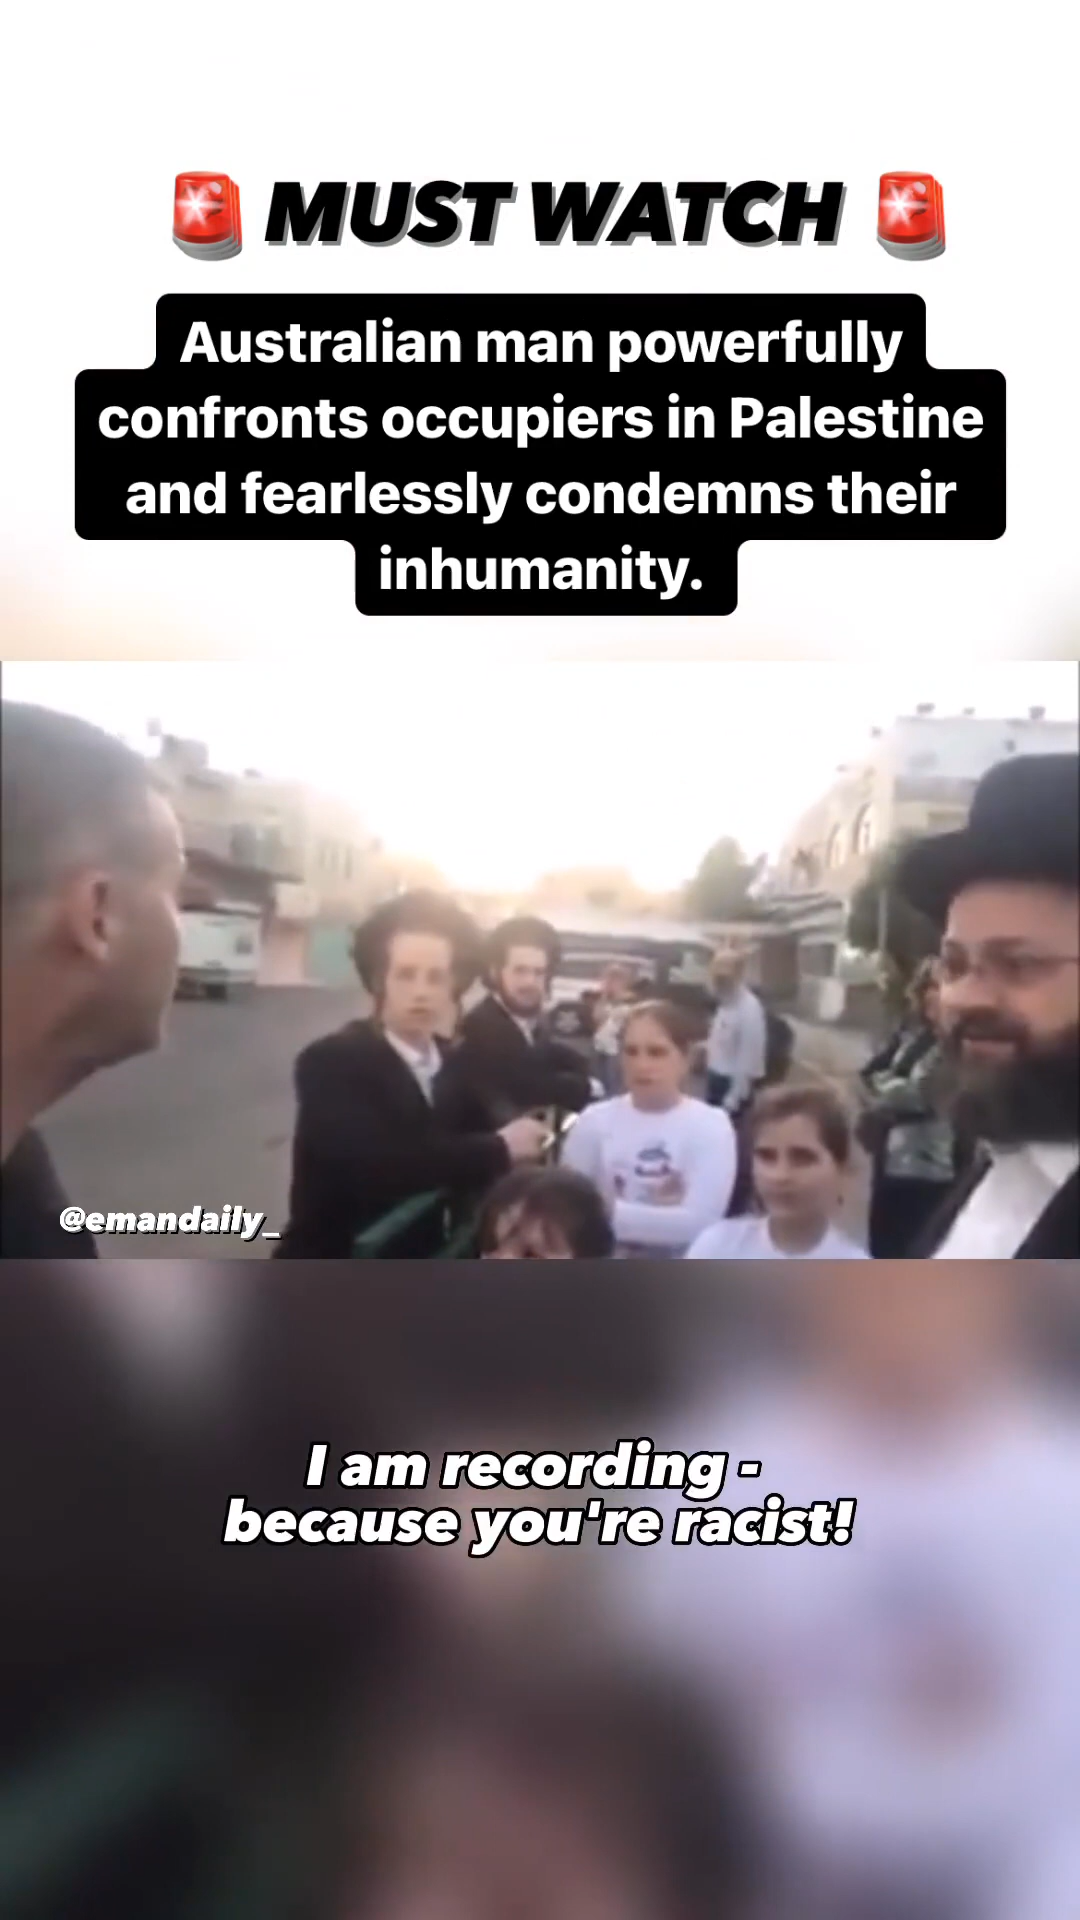 🚨 MUST WATCH 🚨
Australian man powerfully
confronts occupiers in Palestine
and fearlessly condemns their
inhumanity.
@emandaily_
I am recording -
because you're racist!